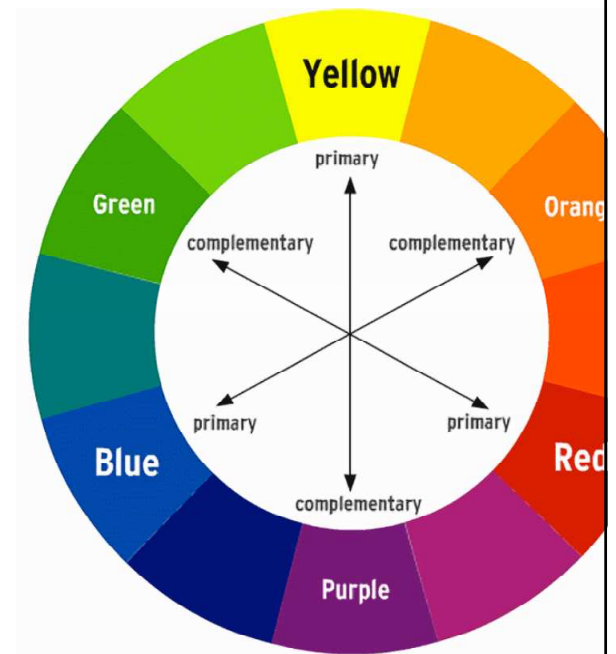 Yellow
primary
Green
Orang
complementary
complementary
primary
primary
Blue
Red
complementary
Purple